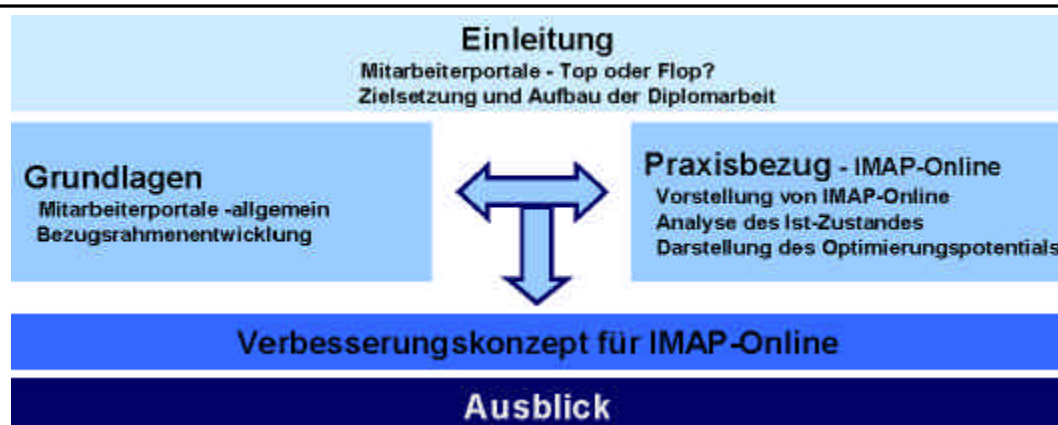 Einleitung
Mitarbeiterportale - Top oder Flop?
Zielsetzung und Aufbau der Diplomarbeit
Grundlagen
Mitarbeiterportale -allgemein
Bezugsrahmenentwicklung
Praxisbezug - IMAP-Online
Vorstellung von IMAP-Online
Analyse des Ist-Zustandes
Darstellung des Optimierungspotentials
Verbesserungskonzept für IMAP-Online
Ausblick